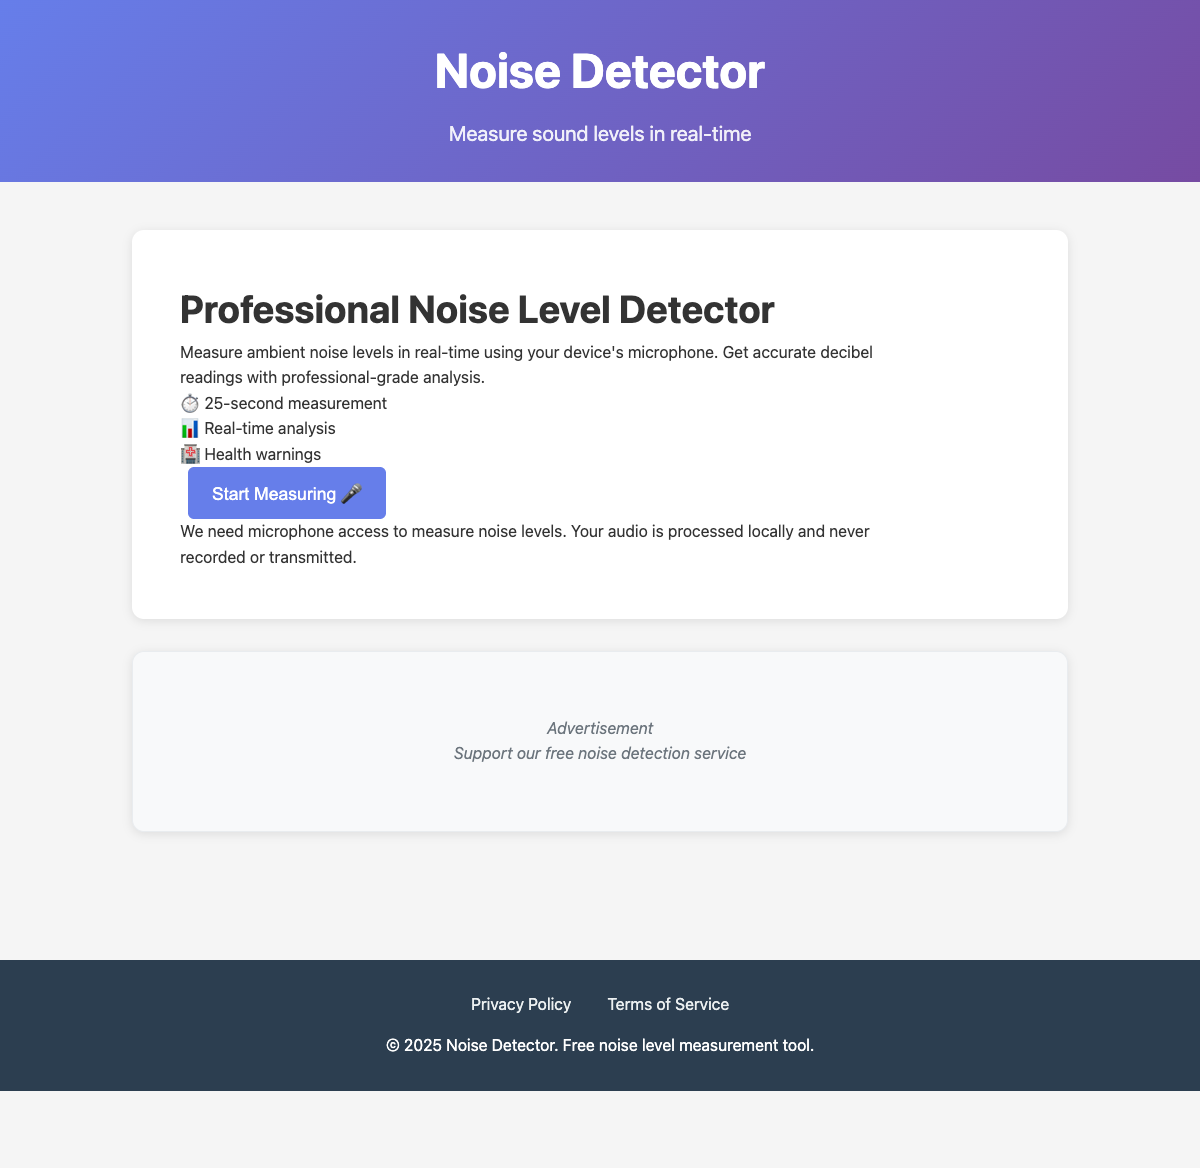 Noise Detector
Measure sound levels in real-time
Professional Noise Level Detector
Measure ambient noise levels in real-time using your device's microphone. Get accurate decibel
readings with professional-grade analysis.
⏱️ 25-second measurement
📊 Real-time analysis
🏥 Health warnings
Start Measuring 🎤
We need microphone access to measure noise levels. Your audio is processed locally and never
recorded or transmitted.
Advertisement
Support our free noise detection service
Privacy Policy Terms of Service
© 2025 Noise Detector. Free noise level measurement tool.